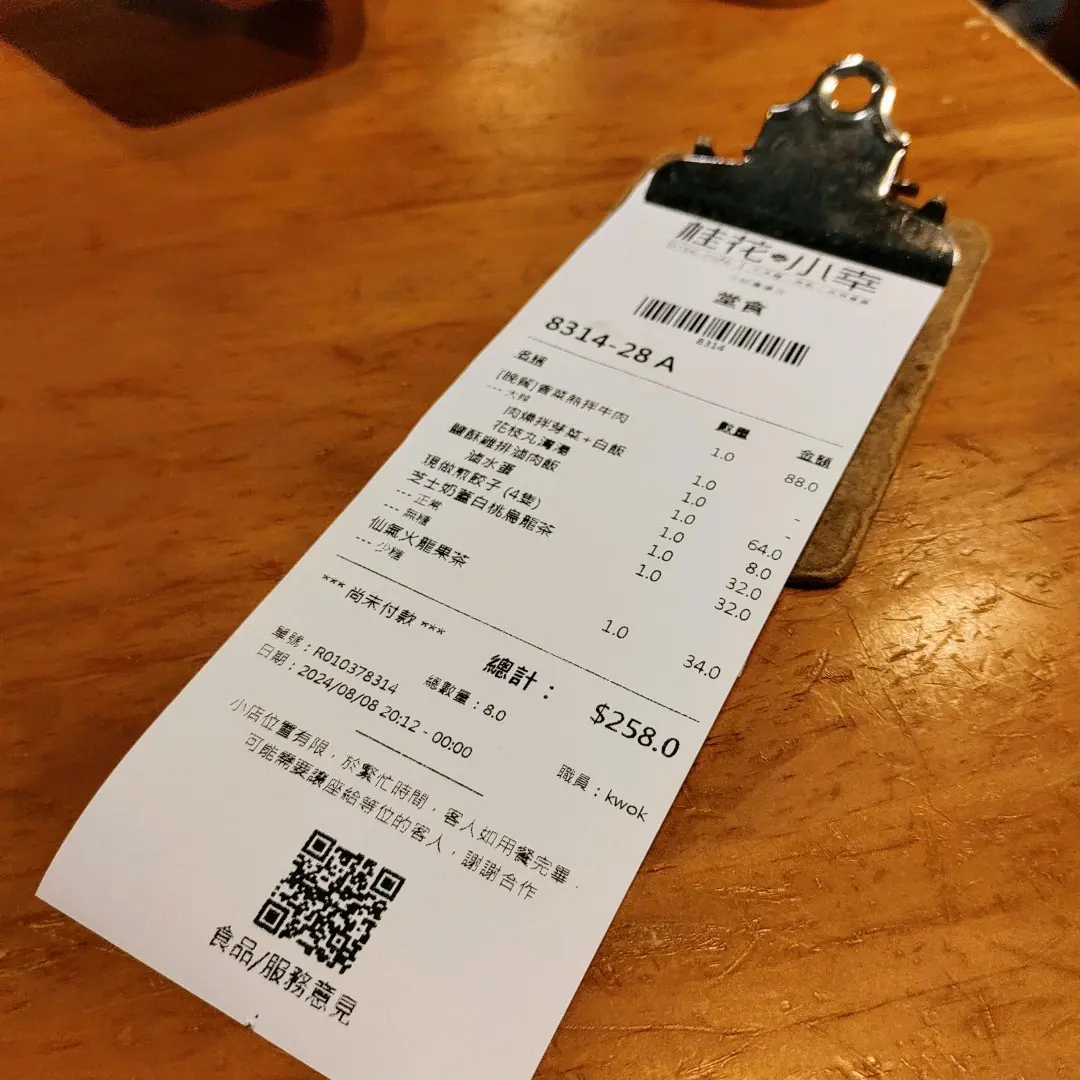 桂花小幸
堂食
8314
8314-28 A
名稱 數量 金額
[晚餐]香菜熱拌牛肉 1.0 88.0
--- 大辣
肉燥拌芽菜+白飯 1.0 -
花枝丸清湯 1.0 -
鹽酥雞排滷肉飯 1.0 64.0
滷水蛋 1.0 8.0
現做煎餃子 (4隻) 1.0 32.0
芝士奶蓋白桃烏龍茶 1.0 32.0
--- 正常
--- 無糖
仙氣火龍果茶 1.0 34.0
--- 少糖
*** 尚未付款 *** 總計： $258.0
單號：R010378314 總數量：8.0 職員：kwok
日期：2024/08/08 20:12 - 00:00
小店位置有限，於繁忙時間，客人如用餐完畢，
可能需要讓座給等位的客人，謝謝合作
食品/服務意見